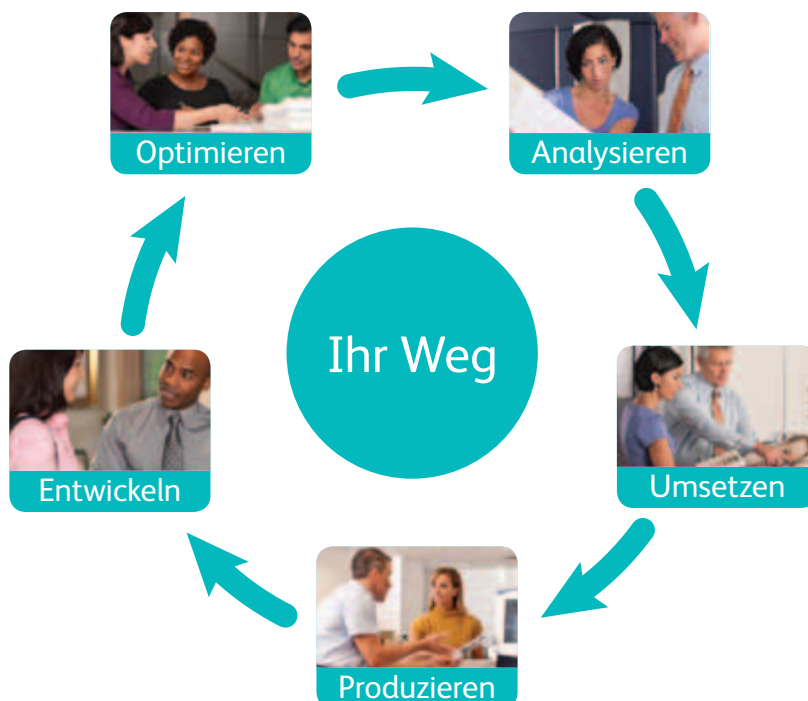 Optimieren
Analysieren
Ihr Weg
Entwickeln
Umsetzen
Produzieren